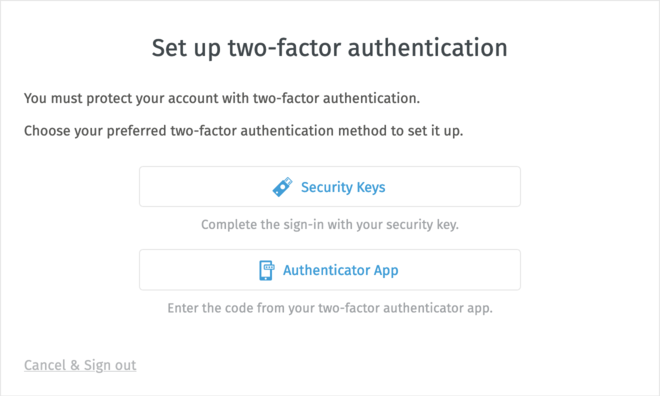 Set up two-factor authentication
You must protect your account with two-factor authentication.
Choose your preferred two-factor authentication method to set it up.
Security Keys
Complete the sign-in with your security key.
Authenticator App
Enter the code from your two-factor authenticator app.
Cancel & Sign out